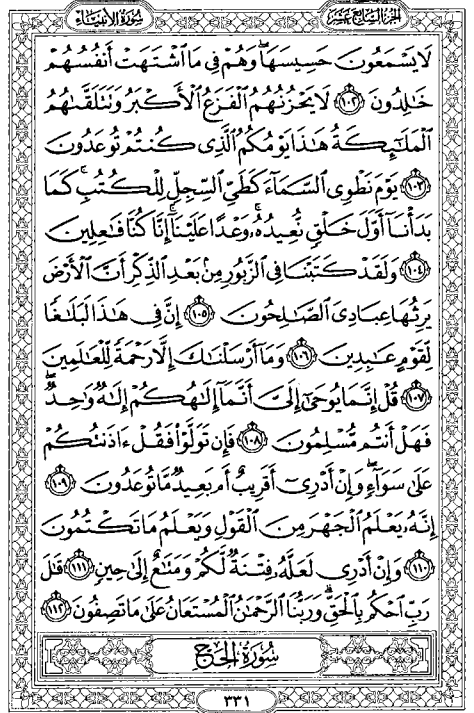 الجزء السابع عشر
سورة الأنبياء
لَا يَسْمَعُونَ حَسِيسَهَا ۖ وَهُمْ فِى مَا ٱشْتَهَتْ أَنفُسُهُمْ
خَٰلِدُونَ ١٠٢ لَا يَحْزُنُهُمُ ٱلْفَزَعُ ٱلْأَكْبَرُ وَتَتَلَقَّىٰهُمُ
ٱلْمَلَٰٓئِكَةُ هَٰذَا يَوْمُكُمُ ٱلَّذِى كُنتُمْ تُوعَدُونَ
١٠٣ يَوْمَ نَطْوِى ٱلسَّمَآءَ كَطَىِّ ٱلسِّجِلِّ لِلْكُتُبِ ۚ كَمَا
بَدَأْنَآ أَوَّلَ خَلْقٍ نُّعِيدُهُۥ ۚ وَعْدًا عَلَيْنَآ ۚ إِنَّا كُنَّا فَٰعِلِينَ
١٠٤ وَلَقَدْ كَتَبْنَا فِى ٱلزَّبُورِ مِنۢ بَعْدِ ٱلذِّكْرِ أَنَّ ٱلْأَرْضَ
يَرِثُهَا عِبَادِىَ ٱلصَّٰلِحُونَ ١٠٥ إِنَّ فِى هَٰذَا لَبَلَٰغًا
لِّقَوْمٍ عَٰبِدِينَ ١٠٦ وَمَآ أَرْسَلْنَٰكَ إِلَّا رَحْمَةً لِّلْعَٰلَمِينَ
١٠٧ قُلْ إِنَّمَا يُوحَىٰٓ إِلَىَّ أَنَّمَآ إِلَٰهُكُمْ إِلَٰهٌ وَٰحِدٌ ۖ
فَهَلْ أَنتُم مُّسْلِمُونَ ١٠٨ فَإِن تَوَلَّوْا۟ فَقُلْ ءَاذَنتُكُمْ
عَلَىٰ سَوَآءٍ ۖ وَإِنْ أَدْرِىٓ أَقَرِيبٌ أَم بَعِيدٌ مَّا تُوعَدُونَ ١٠٩
إِنَّهُۥ يَعْلَمُ ٱلْجَهْرَ مِنَ ٱلْقَوْلِ وَيَعْلَمُ مَا تَكْتُمُونَ
١١٠ وَإِنْ أَدْرِى لَعَلَّهُۥ فِتْنَةٌ لَّكُمْ وَمَتَٰعٌ إِلَىٰ حِينٍ ١١١ قَٰلَ
رَبِّ ٱحْكُم بِٱلْحَقِّ ۗ وَرَبُّنَا ٱلرَّحْمَٰنُ ٱلْمُسْتَعَانُ عَلَىٰ مَا تَصِفُونَ ١١٢
سُورَةُ الحَجِّ
٣٣١